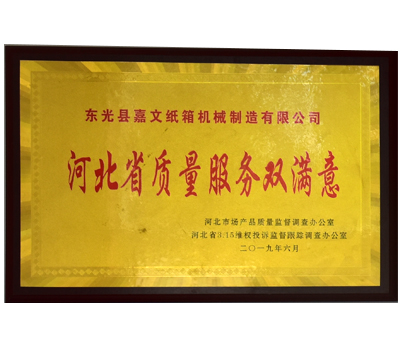 东光县嘉文纸箱机械制造有限公司
河北省质量服务双满意
河北市场产品质量监督调查办公室
河北省3.15维权投诉监督跟踪调查办公室
二〇一九年六月